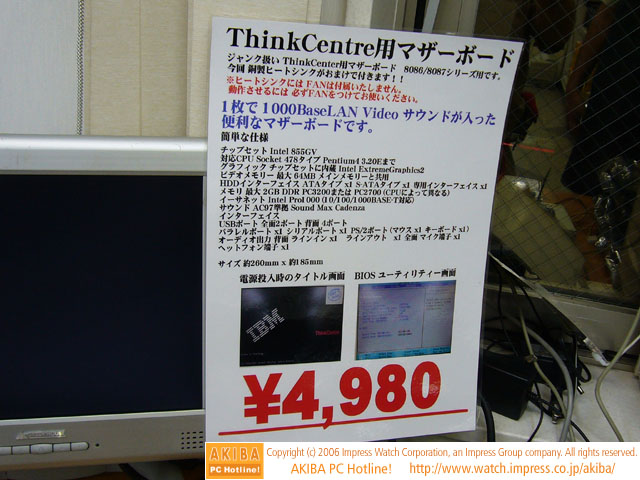 ThinkCentre用マザーボード
ジャンク扱い ThinkCenter用マザーボード 8086/8087シリーズ用です。
今回 銅製ヒートシンクがおまけで付きます！！
※ヒートシンクには FANは付属いたしません。
動作させるには 必ずFANをつけてお使いください。
1枚で1000BaseLAN Video サウンドが入った
便利なマザーボードです。
簡単な仕様
チップセット Intel 855GV
対応CPU Socket 478タイプ Pentium4 3.20Eまで
グラフィック チップセットに内蔵 Intel ExtremeGraphics2
ビデオメモリー 最大 64MB メインメモリーと共用
HDDインターフェイス ATAタイプ x1 S-ATAタイプ x1 専用インターフェイス x1
メモリ 最大 2GB DDR PC3200または PC2700 (CPUによって異なる)
イーサネット Intel Pro1000 (10/100/1000BASE-T対応)
サウンド AC97準拠 Sound Max Cadenza
インターフェイス
USBポート 全面2ポート 背面 4ポート
パラレルポート x1 シリアルポート x1 PS/2ポート(マウス x1 キーボード x1)
オーディオ出力 背面 ラインイン x1 ラインアウト x1 全面 マイク端子 x1
ヘットフォン端子 x1
サイズ 約260mm x 約185mm
電源投入時のタイトル画面 BIOS ユーティリティー画面
IBM
ThinkCentre
¥4,980
AKIBA
PC Hotline!
Copyright (c) 2006 Impress Watch Corporation, an Impress Group company. All rights reserved.
AKIBA PC Hotline! http://www.watch.impress.co.jp/akiba/